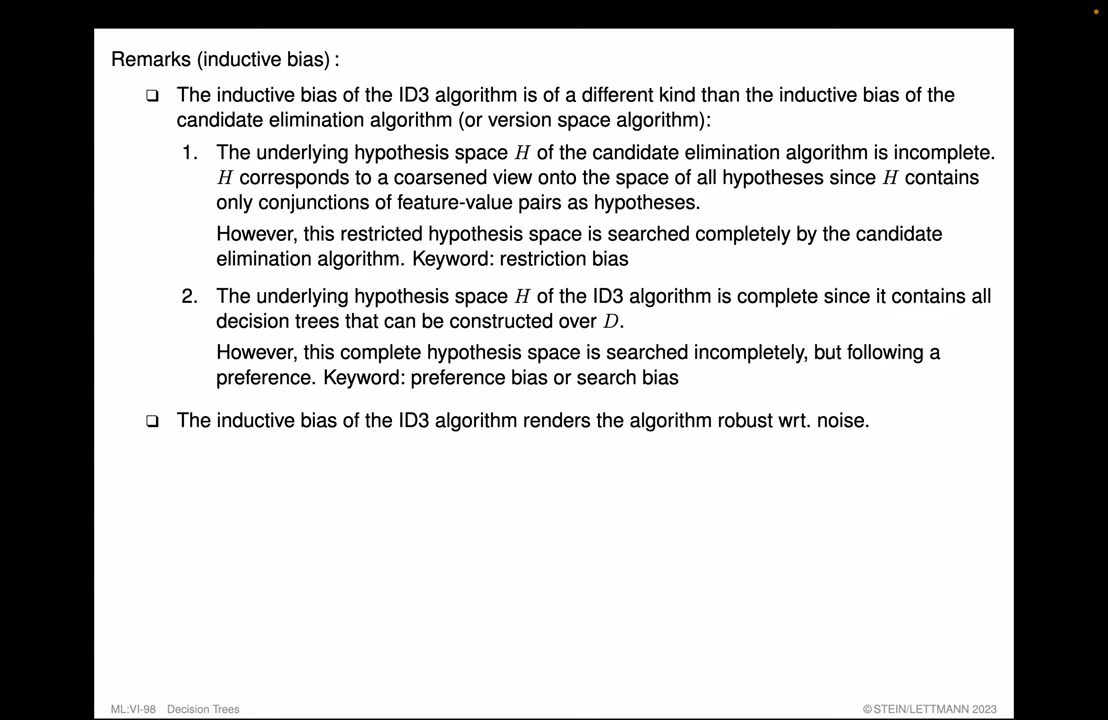 Remarks (inductive bias) :
❑ The inductive bias of the ID3 algorithm is of a different kind than the inductive bias of the
candidate elimination algorithm (or version space algorithm):
1. The underlying hypothesis space H of the candidate elimination algorithm is incomplete.
H corresponds to a coarsened view onto the space of all hypotheses since H contains
only conjunctions of feature-value pairs as hypotheses.
However, this restricted hypothesis space is searched completely by the candidate
elimination algorithm. Keyword: restriction bias
2. The underlying hypothesis space H of the ID3 algorithm is complete since it contains all
decision trees that can be constructed over D.
However, this complete hypothesis space is searched incompletely, but following a
preference. Keyword: preference bias or search bias
❑ The inductive bias of the ID3 algorithm renders the algorithm robust wrt. noise.
ML:VI-98 Decision Trees
©STEIN/LETTMANN 2023